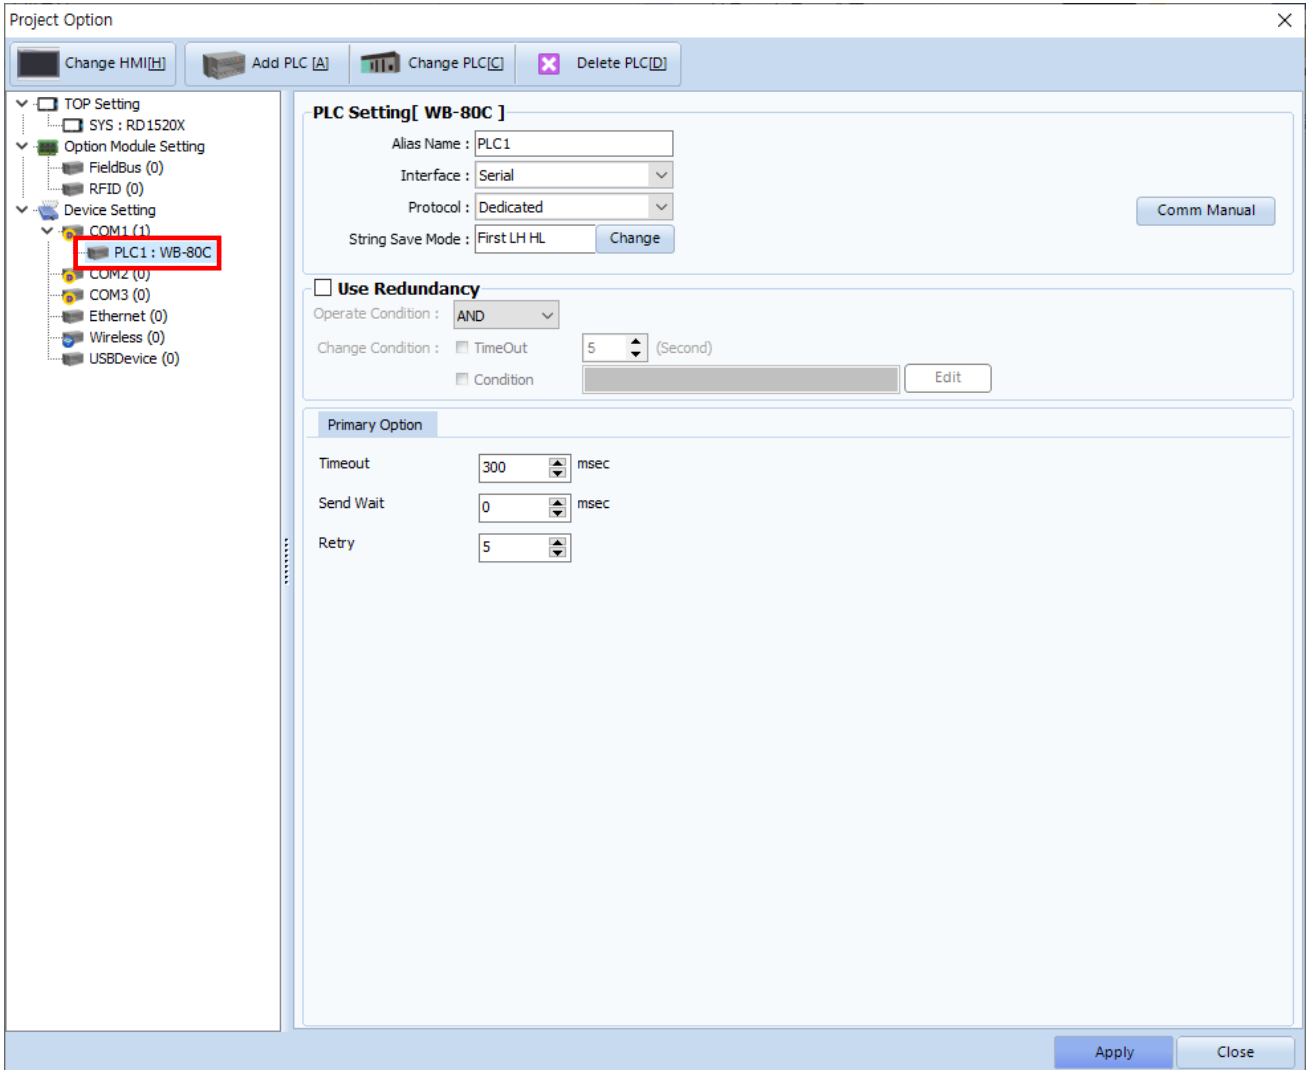 Project Option
Change HMI[H]
Add PLC [A]
Change PLC[C]
Delete PLC[D]
TOP Setting
SYS : RD1520X
Option Module Setting
FieldBus (0)
RFID (0)
Device Setting
COM1 (1)
PLC1 : WB-80C
COM2 (0)
COM3 (0)
Ethernet (0)
Wireless (0)
USBDevice (0)
PLC Setting[ WB-80C ]
Alias Name : PLC1
Interface : Serial
Protocol : Dedicated
Comm Manual
String Save Mode : First LH HL Change
Use Redundancy
Operate Condition : AND
Change Condition : TimeOut 5 (Second)
Condition Edit
Primary Option
Timeout 300 msec
Send Wait 0 msec
Retry 5
Apply Close